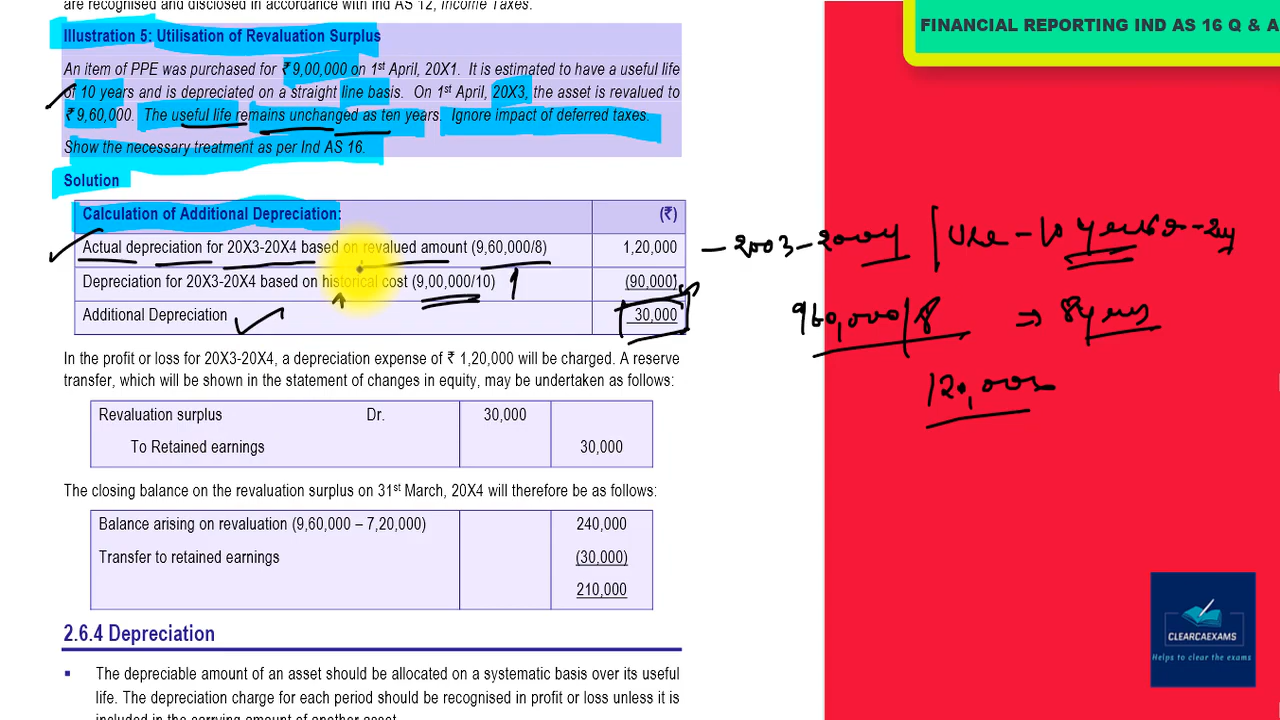 are recognised and disclosed in accordance with Ind AS 12, Income Taxes.
FINANCIAL REPORTING IND AS 16 Q & A
Illustration 5: Utilisation of Revaluation Surplus
An item of PPE was purchased for ₹ 9,00,000 on 1st April, 20X1. It is estimated to have a useful life
of 10 years and is depreciated on a straight line basis. On 1st April, 20X3, the asset is revalued to
₹ 9,60,000. The useful life remains unchanged as ten years. Ignore impact of deferred taxes.
Show the necessary treatment as per Ind AS 16.
Solution
Calculation of Additional Depreciation: (₹)
Actual depreciation for 20X3-20X4 based on revalued amount (9,60,000/8) 1,20,000
Depreciation for 20X3-20X4 based on historical cost (9,00,000/10) (90,000)
Additional Depreciation 30,000
In the profit or loss for 20X3-20X4, a depreciation expense of ₹ 1,20,000 will be charged. A reserve
transfer, which will be shown in the statement of changes in equity, may be undertaken as follows:
Revaluation surplus Dr. 30,000
To Retained earnings 30,000
The closing balance on the revaluation surplus on 31st March, 20X4 will therefore be as follows:
Balance arising on revaluation (9,60,000 – 7,20,000) 240,000
Transfer to retained earnings (30,000)
210,000
2.6.4 Depreciation
▪ The depreciable amount of an asset should be allocated on a systematic basis over its useful
life. The depreciation charge for each period should be recognised in profit or loss unless it is
included in the carrying amount of another asset.
– 2003 – 2004
960,000/8 ⇒ 8years
120,000
CLEARCAEXAMS
Helps to clear the exams